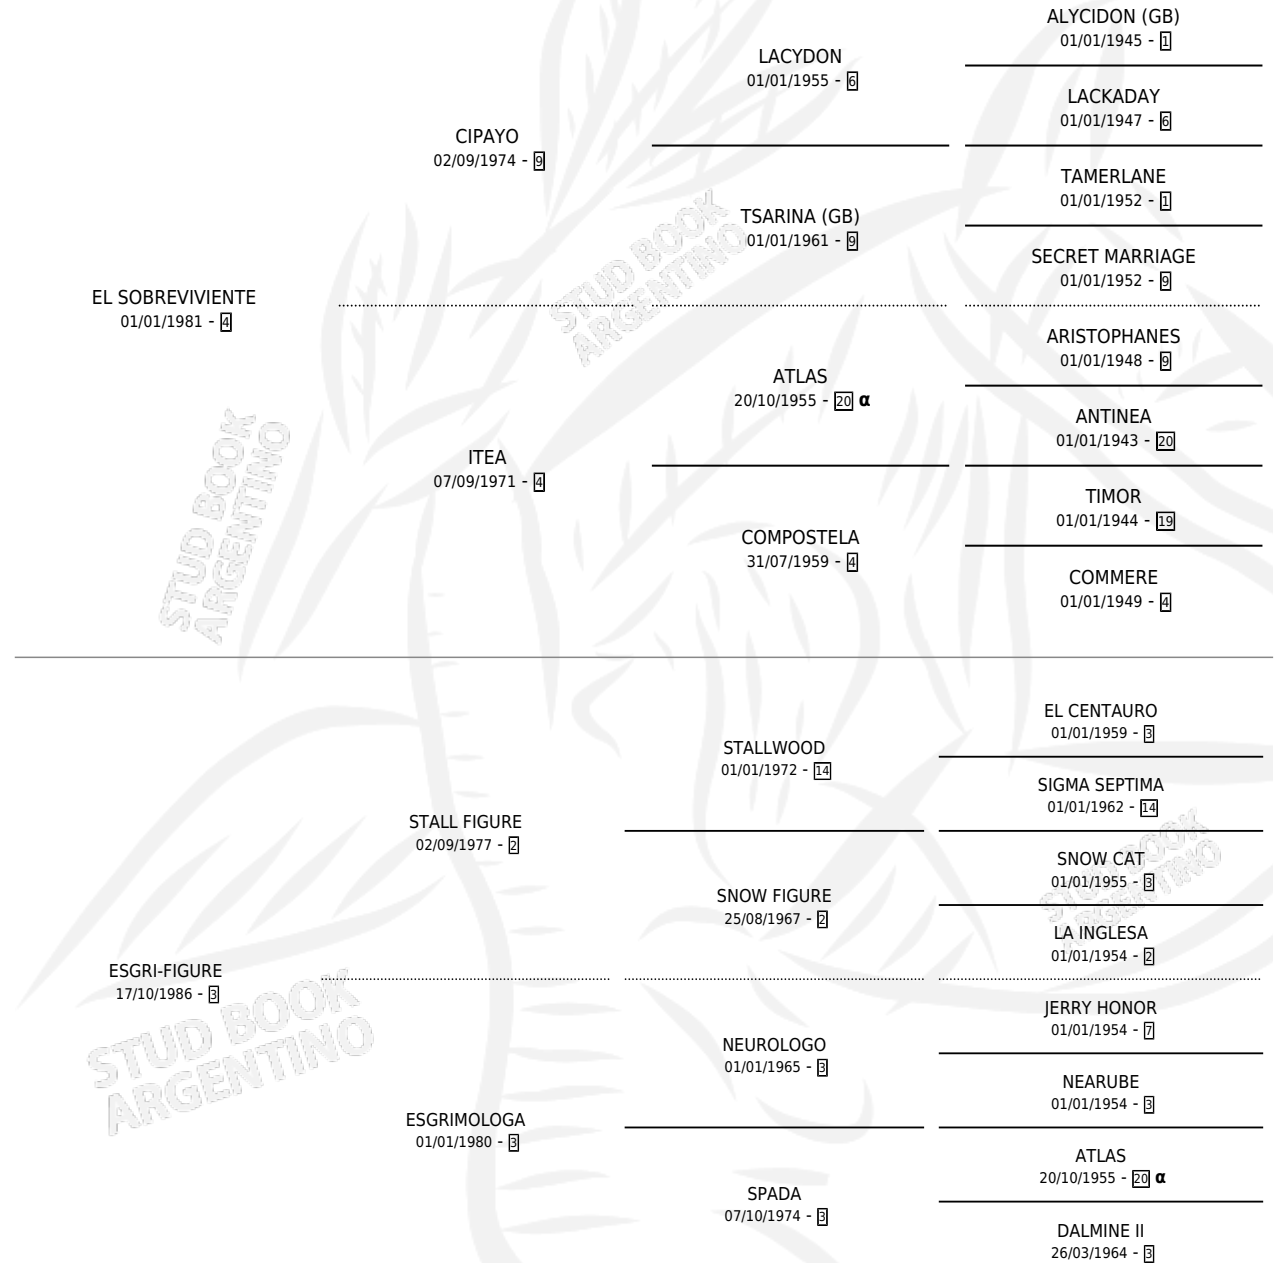 ALYCIDON (GB)
01/01/1945 - 1
LACYDON
01/01/1955 - 6
LACKADAY
01/01/1947 - 6
CIPAYO
02/09/1974 - 9
TAMERLANE
01/01/1952 - 1
TSARINA (GB)
01/01/1961 - 9
SECRET MARRIAGE
01/01/1952 - 9
EL SOBREVIVIENTE
01/01/1981 - 4
ARISTOPHANES
01/01/1948 - 9
ATLAS
20/10/1955 - 20 α
ANTINEA
01/01/1943 - 20
ITEA
07/09/1971 - 4
TIMOR
01/01/1944 - 19
COMPOSTELA
31/07/1959 - 4
COMMERE
01/01/1949 - 4
EL CENTAURO
01/01/1959 - 3
STALLWOOD
01/01/1972 - 14
SIGMA SEPTIMA
01/01/1962 - 14
STALL FIGURE
02/09/1977 - 2
SNOW CAT
01/01/1955 - 3
SNOW FIGURE
25/08/1967 - 2
LA INGLESA
01/01/1954 - 2
ESGRI-FIGURE
17/10/1986 - 3
JERRY HONOR
01/01/1954 - 7
NEUROLOGO
01/01/1965 - 3
NEARUBE
01/01/1954 - 3
ESGRIMOLOGA
01/01/1980 - 3
ATLAS
20/10/1955 - 20 α
SPADA
07/10/1974 - 3
DALMINE II
26/03/1964 - 3
STUD BOOK
ARGENTINO
STUD BOOK
ARGENTINO
STUD BOOK
ARGENTINO
STUD BOOK
ARGENTINO